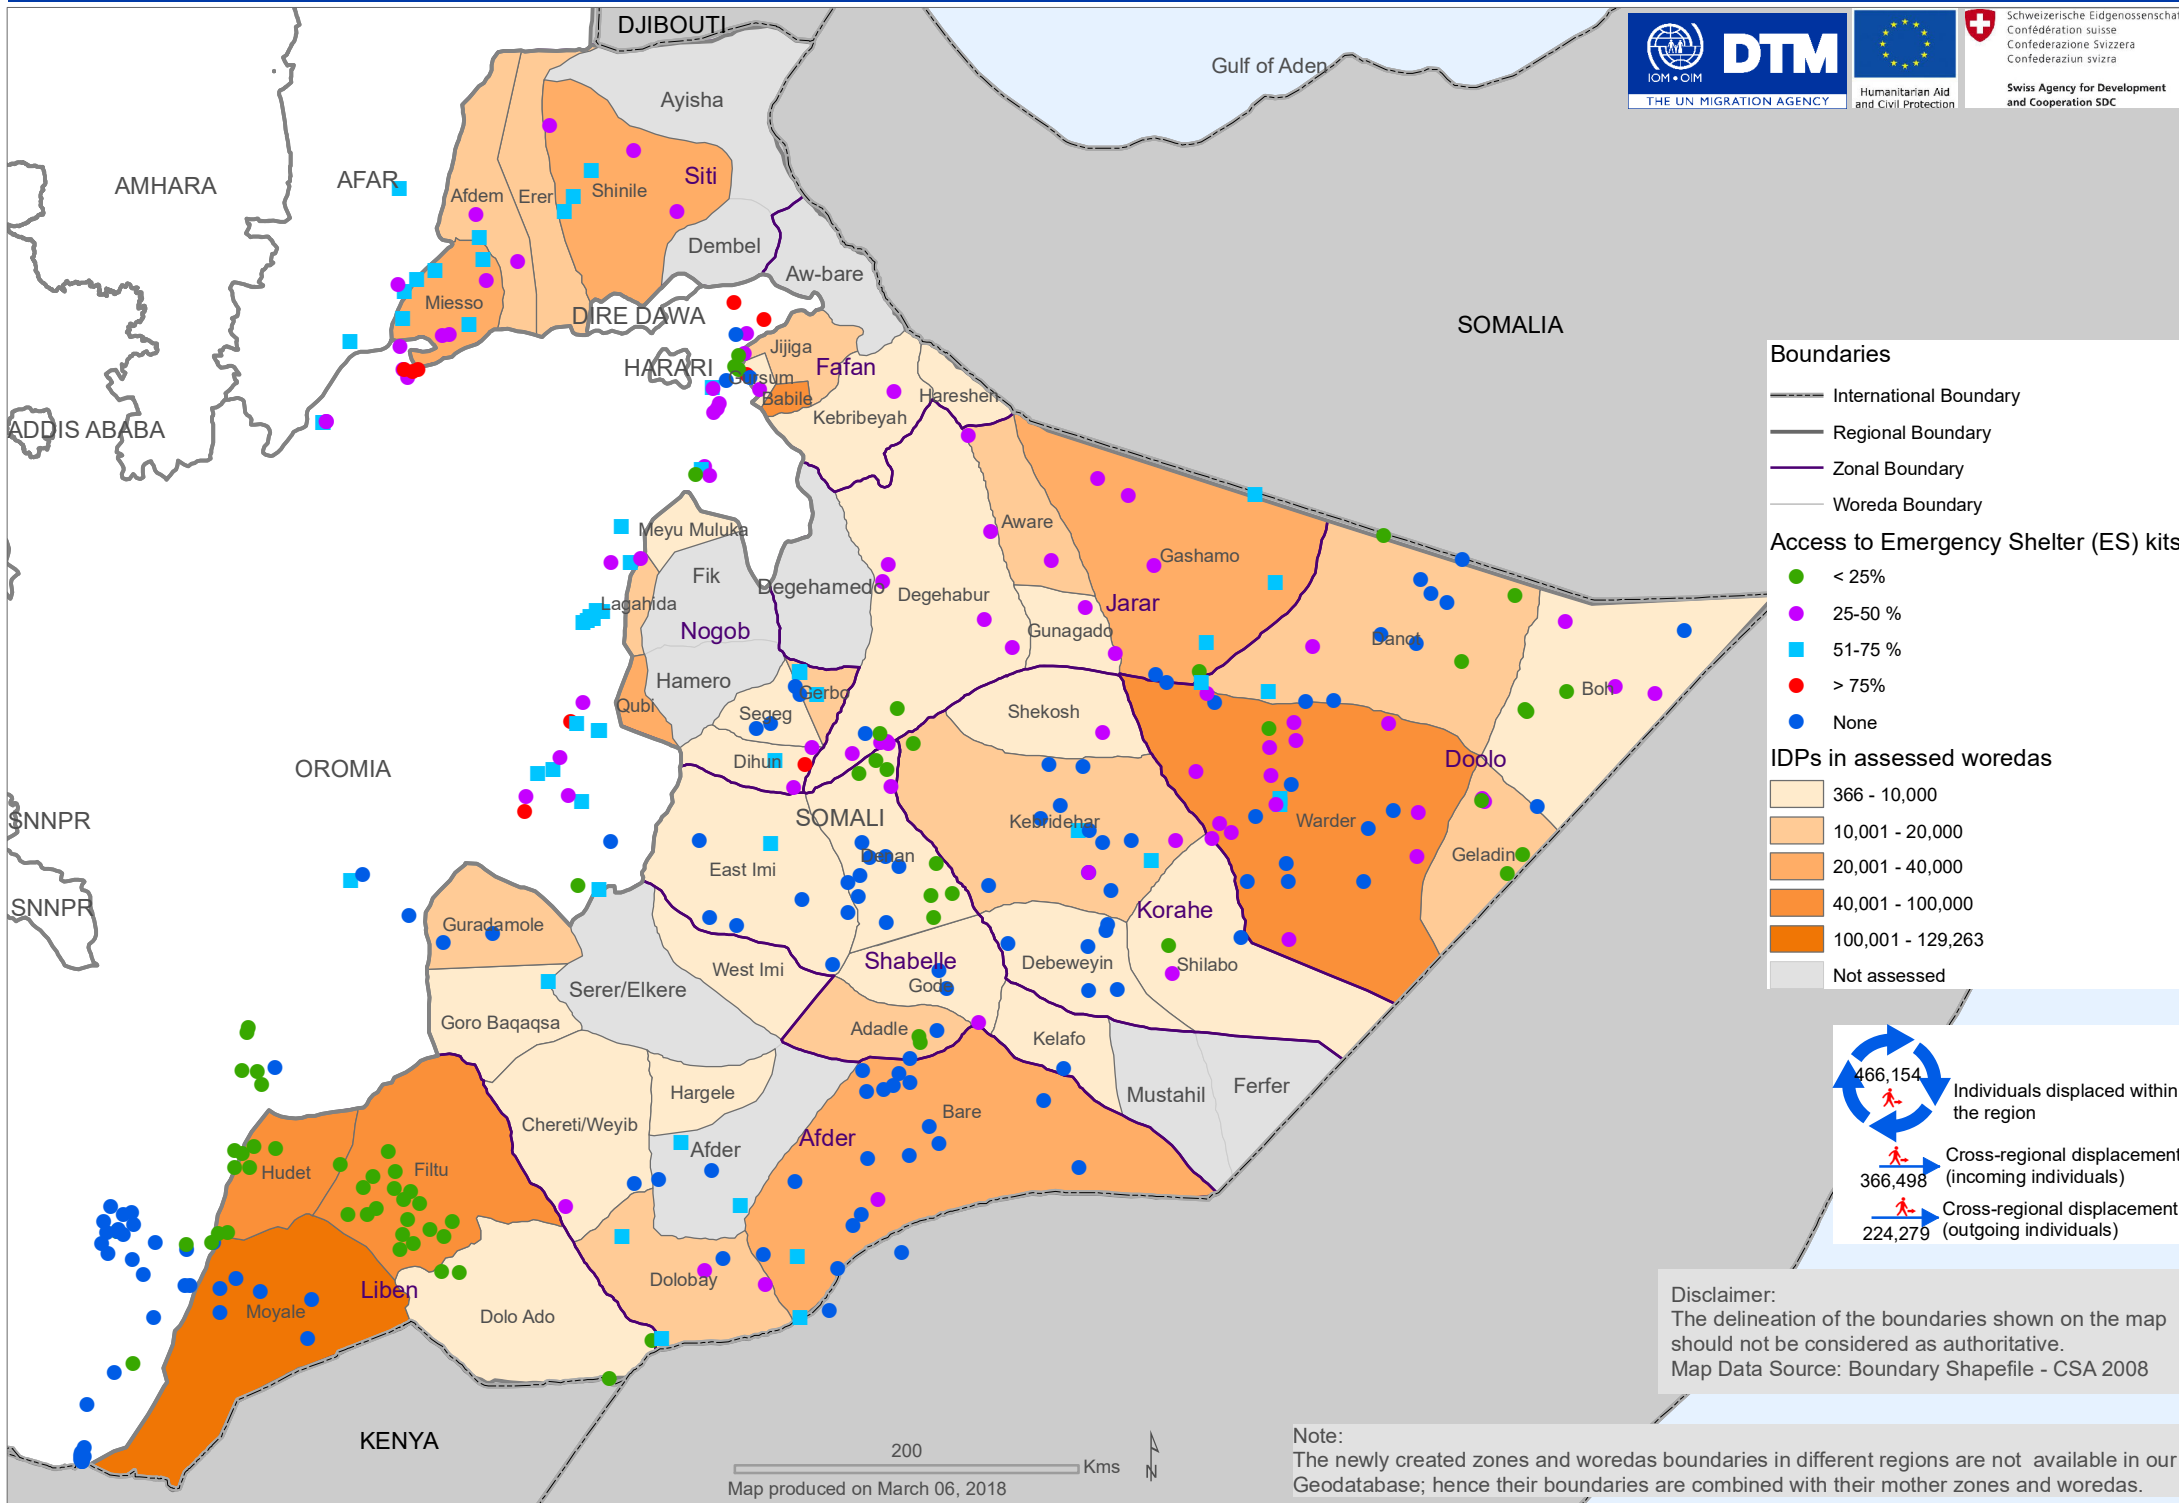 DJIBOUTI
Gulf of Aden
IOM • OIM
DTM
THE UN MIGRATION AGENCY
Humanitarian Aid
and Civil Protection
Schweizerische Eidgenossenscha
Confédération suisse
Confederazione Svizzera
Confederaziun svizra
Swiss Agency for Development
and Cooperation SDC
AMHARA
AFAR
Ayisha
Siti
Afdem
Erer
Shinile
Dembel
Aw-bare
Miesso
DIRE DAWA
SOMALIA
HARARI
Jijiga
Fafan
Gursum
Babile
Hareshen
Kebribeyah
ADDIS ABABA
Meyu Muluka
Aware
Gashamo
Fik
Degehamedo
Degehabur
Lagahida
Jarar
Nogob
Gunagado
Danot
Hamero
Gerbo
Boh
Qubi
Segeg
Shekosh
Dihun
Doolo
OROMIA
SNNPR
SOMALI
Kebridehar
Warder
Denan
Geladin
East Imi
SNNPR
Guradamole
Korahe
Shabelle
West Imi
Debeweyin
Shilabo
Gode
Serer/Elkere
Goro Baqaqsa
Adadle
Kelafo
Hargele
Mustahil
Ferfer
Chereti/Weyib
Bare
Afder
Afder
Hudet
Filtu
Dolobay
Liben
Moyale
Dolo Ado
KENYA
Boundaries
International Boundary
Regional Boundary
Zonal Boundary
Woreda Boundary
Access to Emergency Shelter (ES) kits
< 25%
25-50 %
51-75 %
> 75%
None
IDPs in assessed woredas
366 - 10,000
10,001 - 20,000
20,001 - 40,000
40,001 - 100,000
100,001 - 129,263
Not assessed
466,154
Individuals displaced within
the region
Cross-regional displacement
366,498
(incoming individuals)
Cross-regional displacement
224,279
(outgoing individuals)
Disclaimer:
The delineation of the boundaries shown on the map
should not be considered as authoritative.
Map Data Source: Boundary Shapefile - CSA 2008
200
Kms
N
Map produced on March 06, 2018
Note:
The newly created zones and woredas boundaries in different regions are not available in our
Geodatabase; hence their boundaries are combined with their mother zones and woredas.